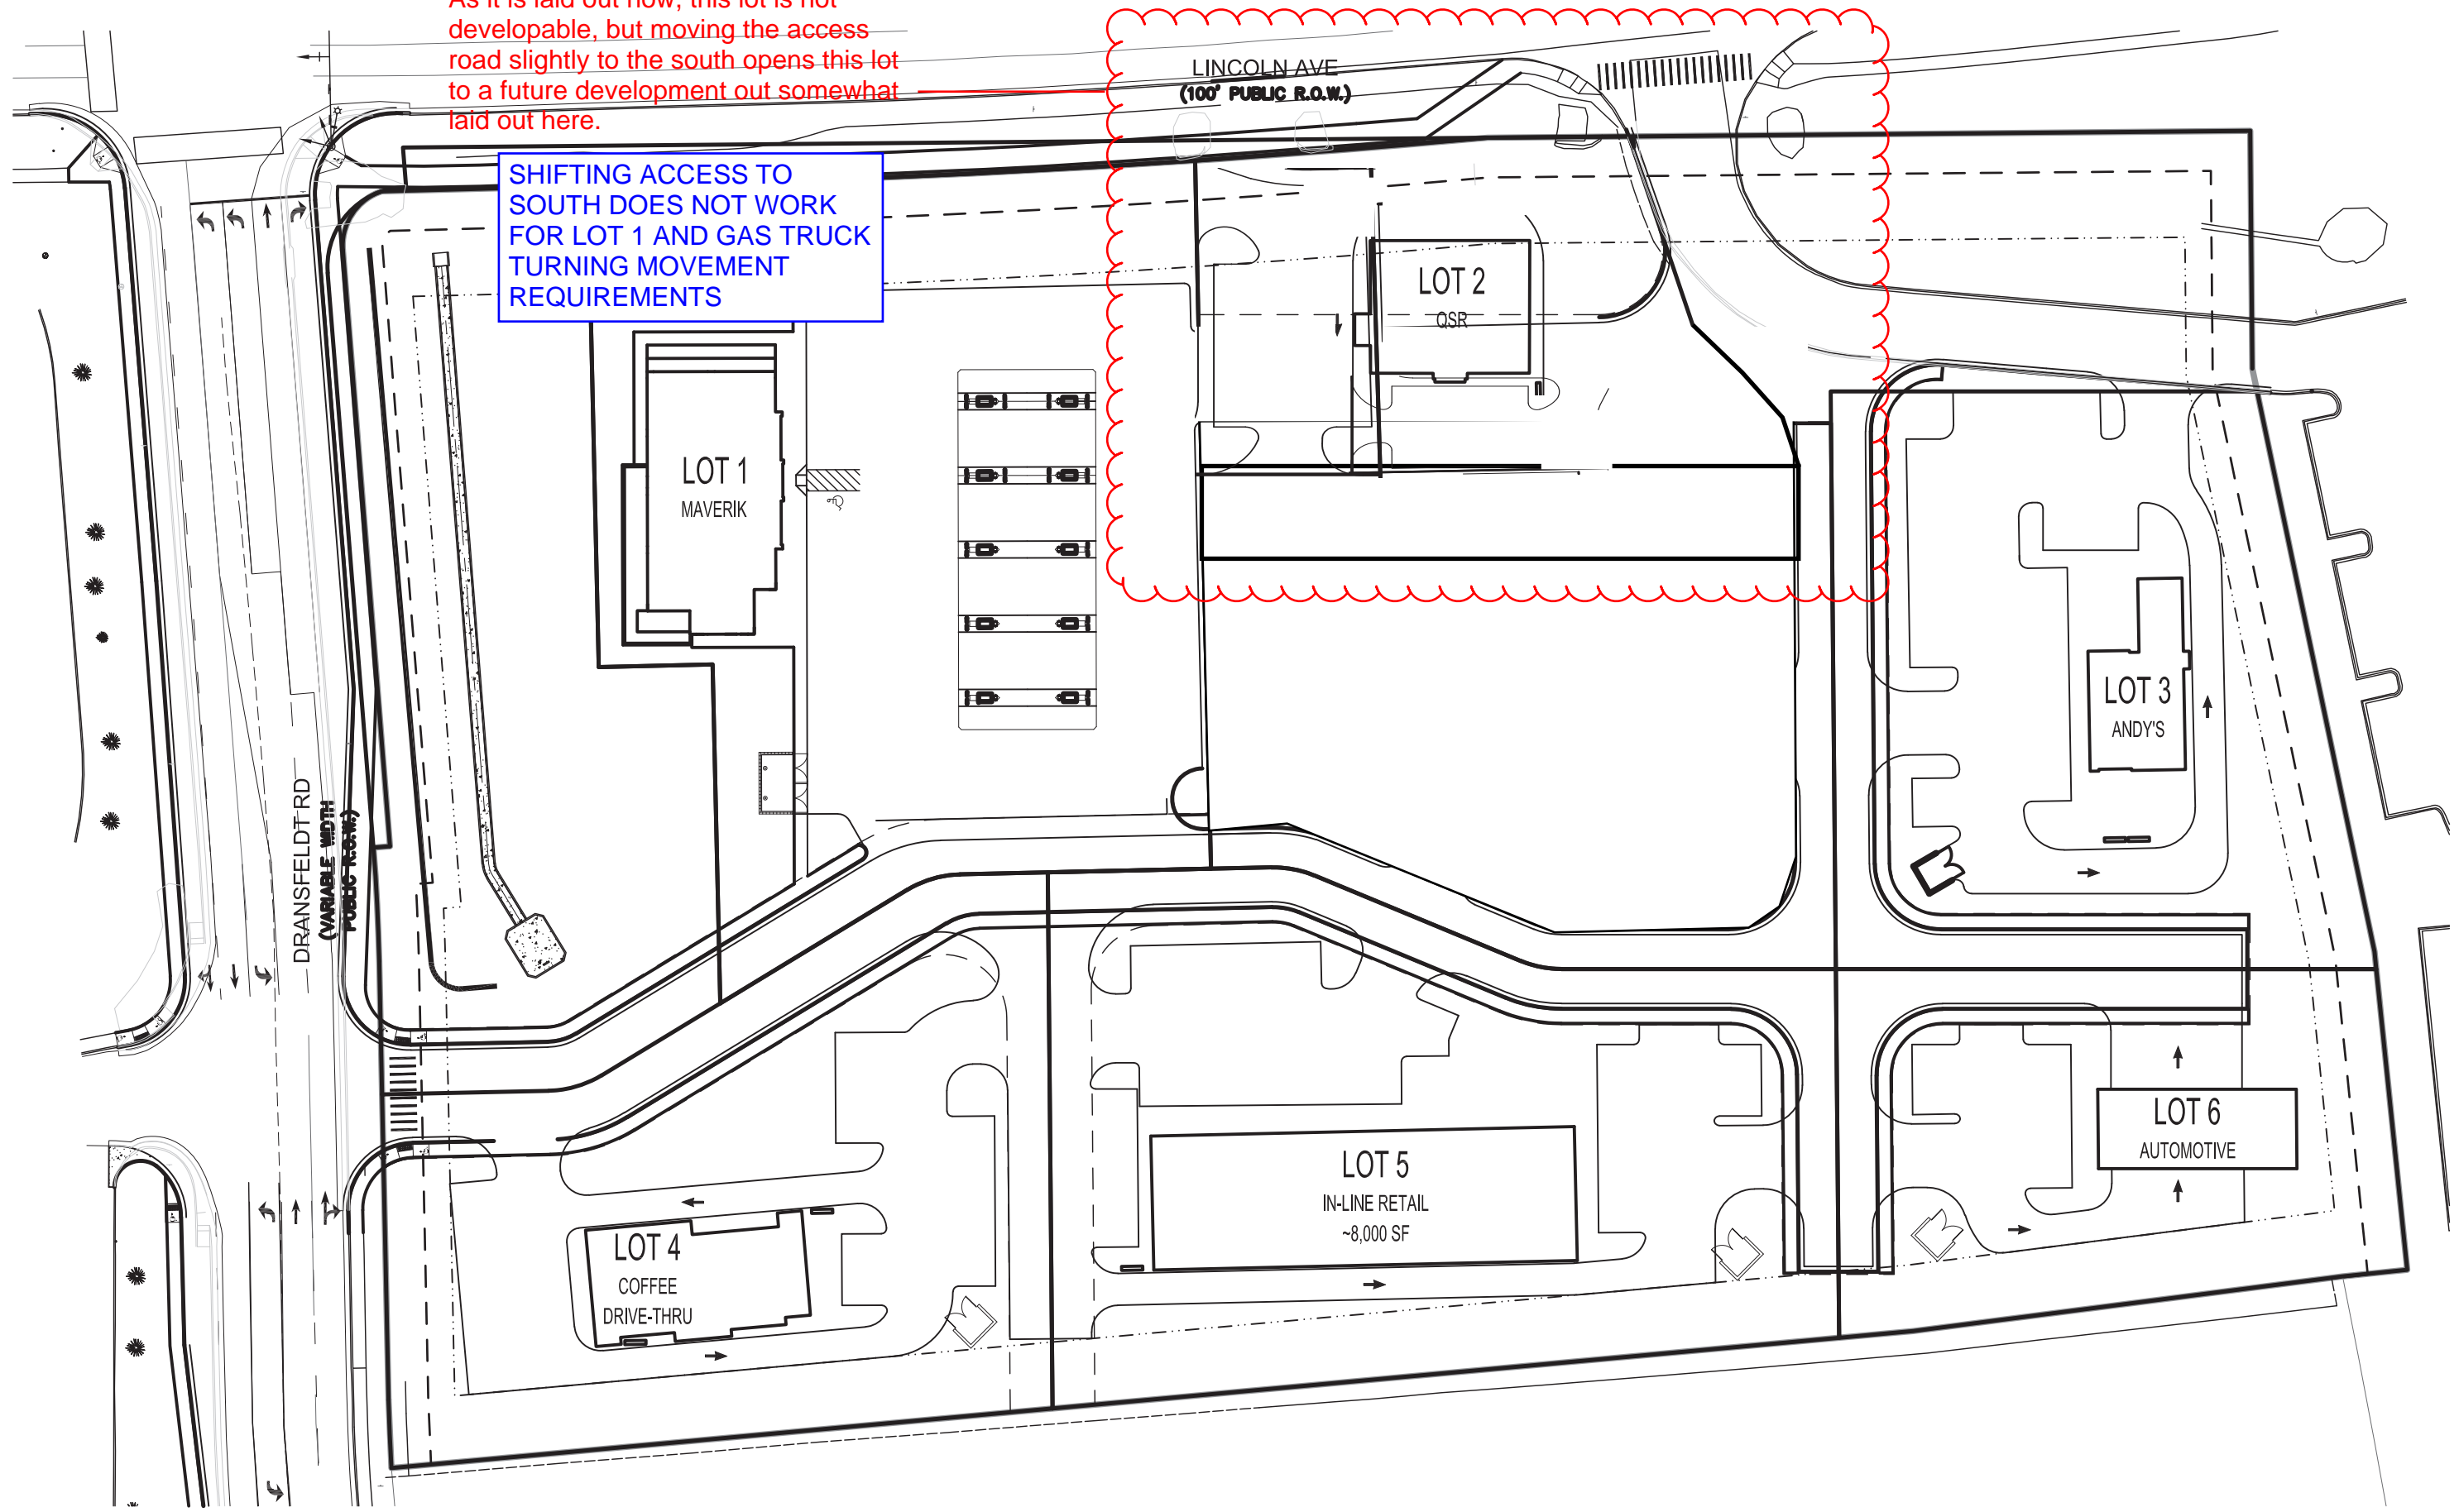 As it is laid out now, this lot is not
developable, but moving the access
road slightly to the south opens this lot
to a future development out somewhat
laid out here.
LINCOLN AVE
(100' PUBLIC R.O.W.)
SHIFTING ACCESS TO
SOUTH DOES NOT WORK
FOR LOT 1 AND GAS TRUCK
TURNING MOVEMENT
REQUIREMENTS
LOT 2
QSR
LOT 1
MAVERIK
LOT 3
ANDY'S
DRANSFELDT RD
(VARIABLE WIDTH
PUBLIC R.O.W.)
LOT 6
AUTOMOTIVE
LOT 5
IN-LINE RETAIL
~8,000 SF
LOT 4
COFFEE
DRIVE-THRU